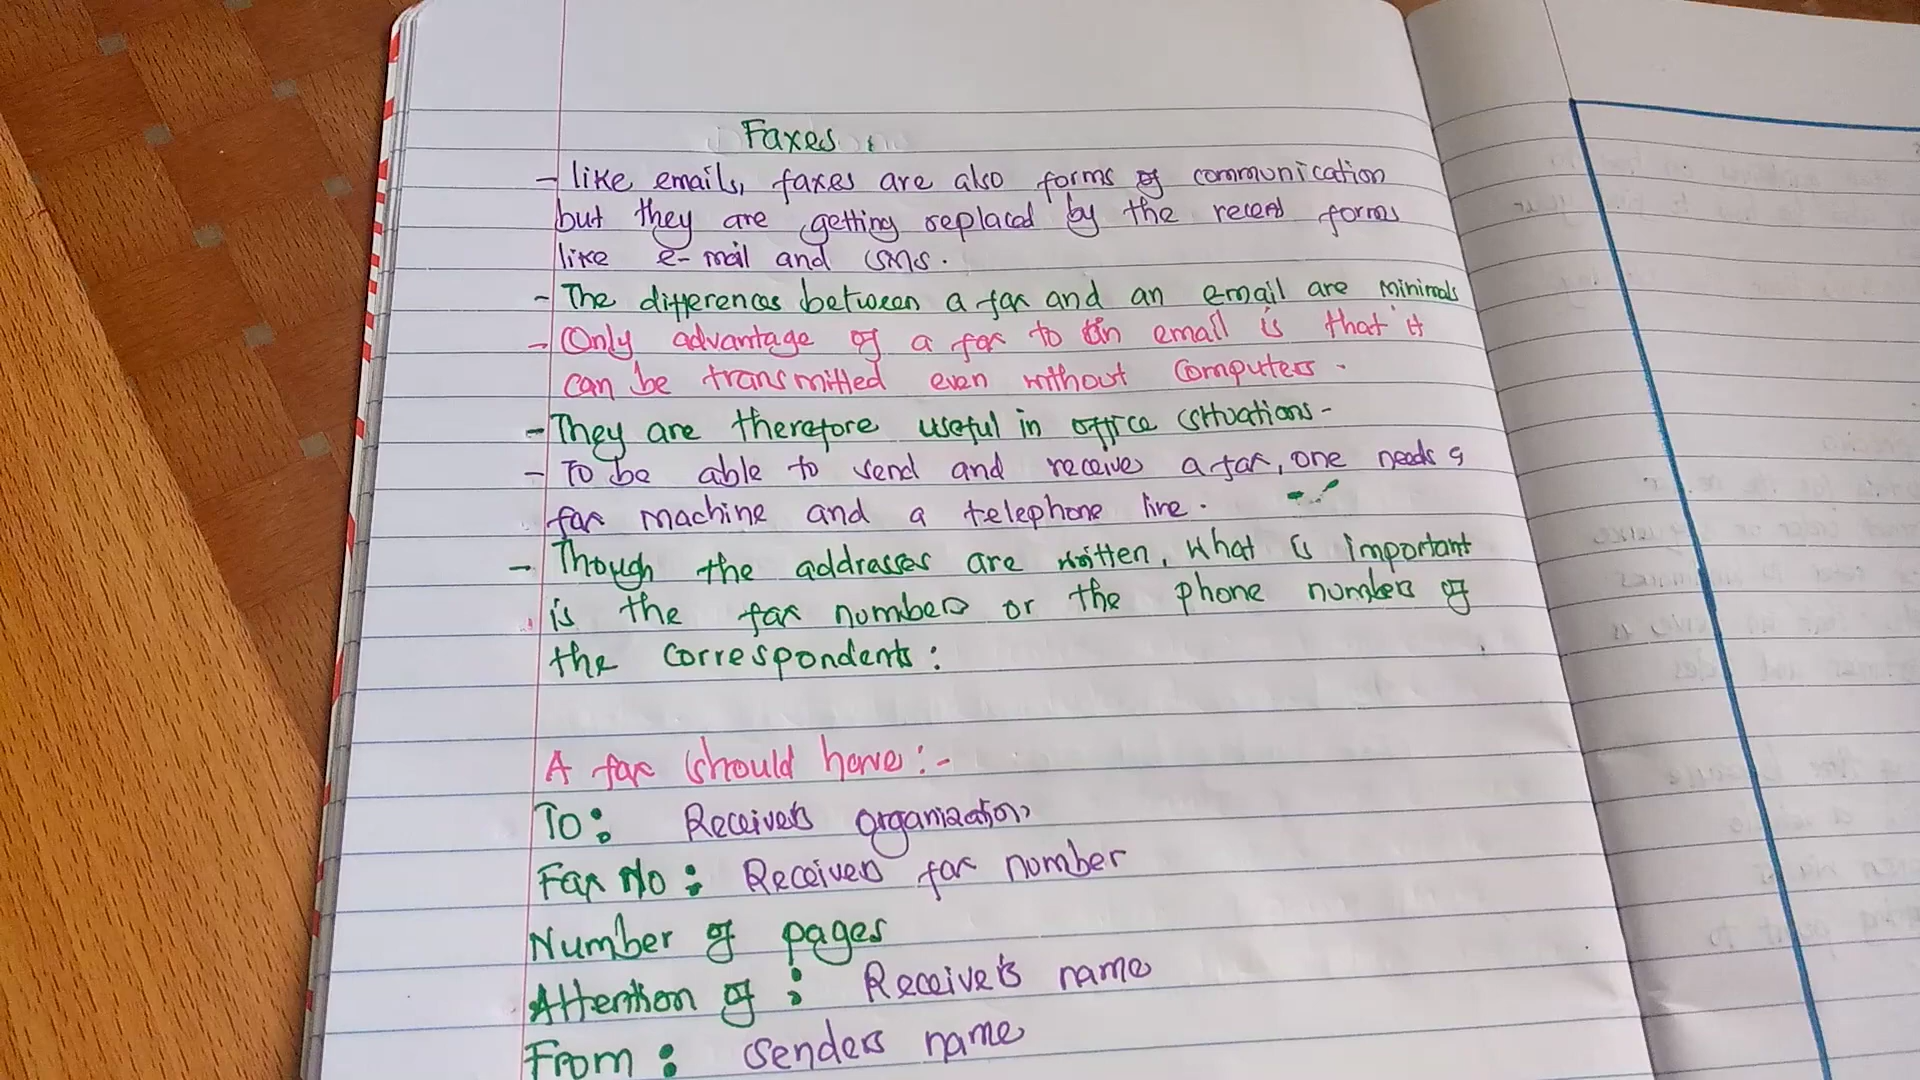 Faxes:
- like emails, faxes are also forms of communication
but they are getting replaced by the recent forms
like e-mail and SMS.
- The differences between a fax and an email are minimals
- Only advantage of a fax to an email is that it
can be transmitted even without Computers.
- They are therefore useful in office situations-
- To be able to send and receive a fax, one needs a
fax machine and a telephone line.
- Though the addresses are written, what is important
is the fax numbers or the phone numbers of
the correspondents:
A fax should have:-
To: Receivers organization
Fax No: Receivers fax number
Number of pages
Attention of: Receivers name
From: Senders name